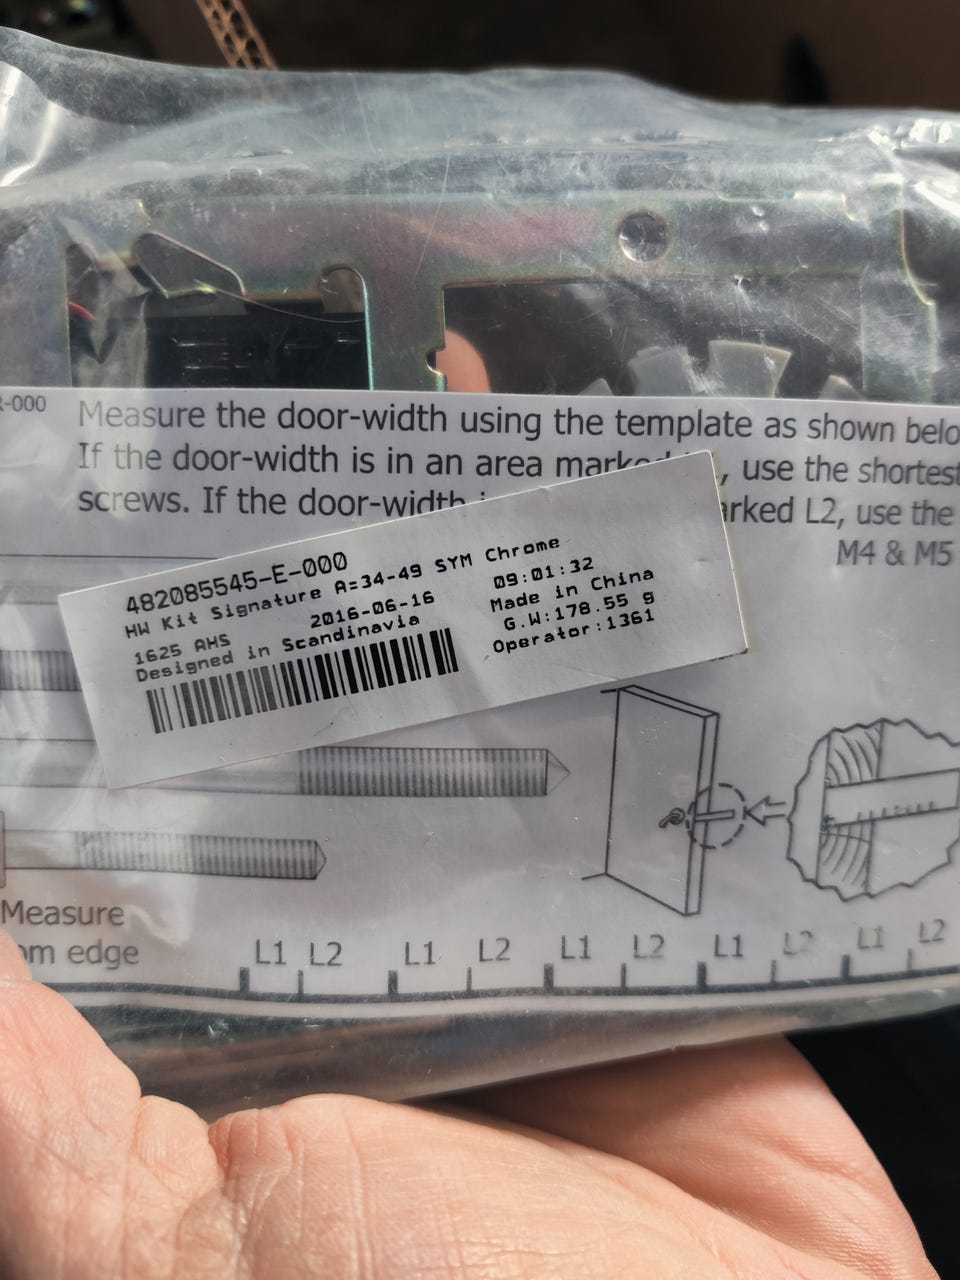 -000
Measure the door-width using the template as shown belo
If the door-width is in an area marked , use the shortest
screws. If the door-width arked L2, use the
M4 & M5
482085545-E-000
HW Kit Signature A=34-49 SYM Chrome
1625 AHS 2016-06-16 09:01:32
Designed in Scandinavia Made in China
G.W:178.55 g
Operator:1361
Measure
om edge
L1 L2 L1 L2 L1 L2 L1 L2 L1 L2